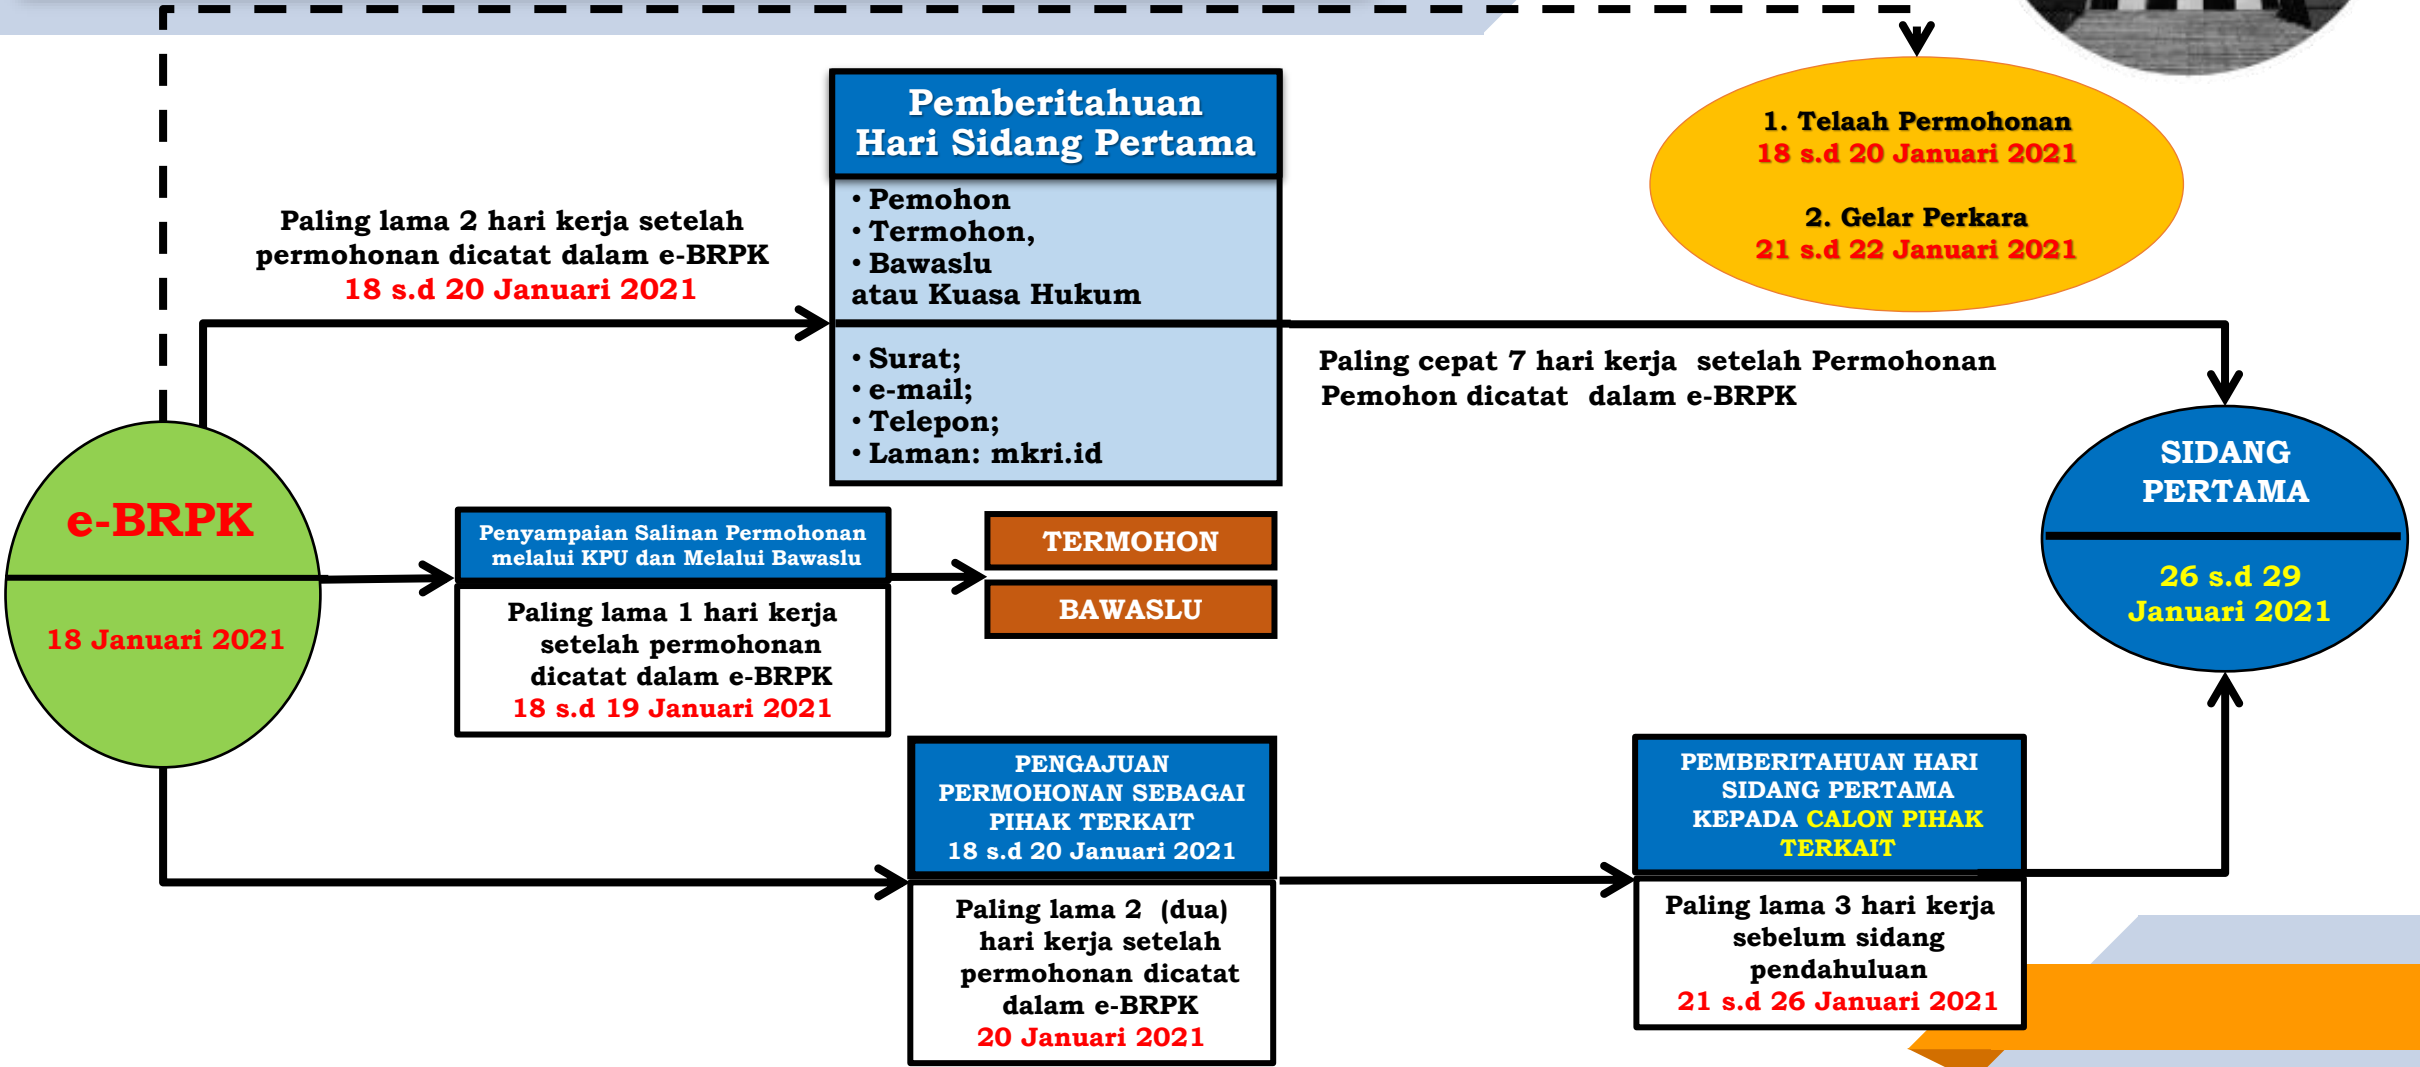 Pemberitahuan
Hari Sidang Pertama
• Pemohon
• Termohon,
• Bawaslu
atau Kuasa Hukum
• Surat;
• e-mail;
• Telepon;
• Laman: mkri.id
1. Telaah Permohonan
18 s.d 20 Januari 2021
2. Gelar Perkara
21 s.d 22 Januari 2021
Paling lama 2 hari kerja setelah
permohonan dicatat dalam e-BRPK
18 s.d 20 Januari 2021
Paling cepat 7 hari kerja setelah Permohonan
Pemohon dicatat dalam e-BRPK
e-BRPK
18 Januari 2021
Penyampaian Salinan Permohonan
melalui KPU dan Melalui Bawaslu
Paling lama 1 hari kerja
setelah permohonan
dicatat dalam e-BRPK
18 s.d 19 Januari 2021
TERMOHON
BAWASLU
SIDANG
PERTAMA
26 s.d 29
Januari 2021
PENGAJUAN
PERMOHONAN SEBAGAI
PIHAK TERKAIT
18 s.d 20 Januari 2021
Paling lama 2 (dua)
hari kerja setelah
permohonan dicatat
dalam e-BRPK
20 Januari 2021
PEMBERITAHUAN HARI
SIDANG PERTAMA
KEPADA CALON PIHAK
TERKAIT
Paling lama 3 hari kerja
sebelum sidang
pendahuluan
21 s.d 26 Januari 2021